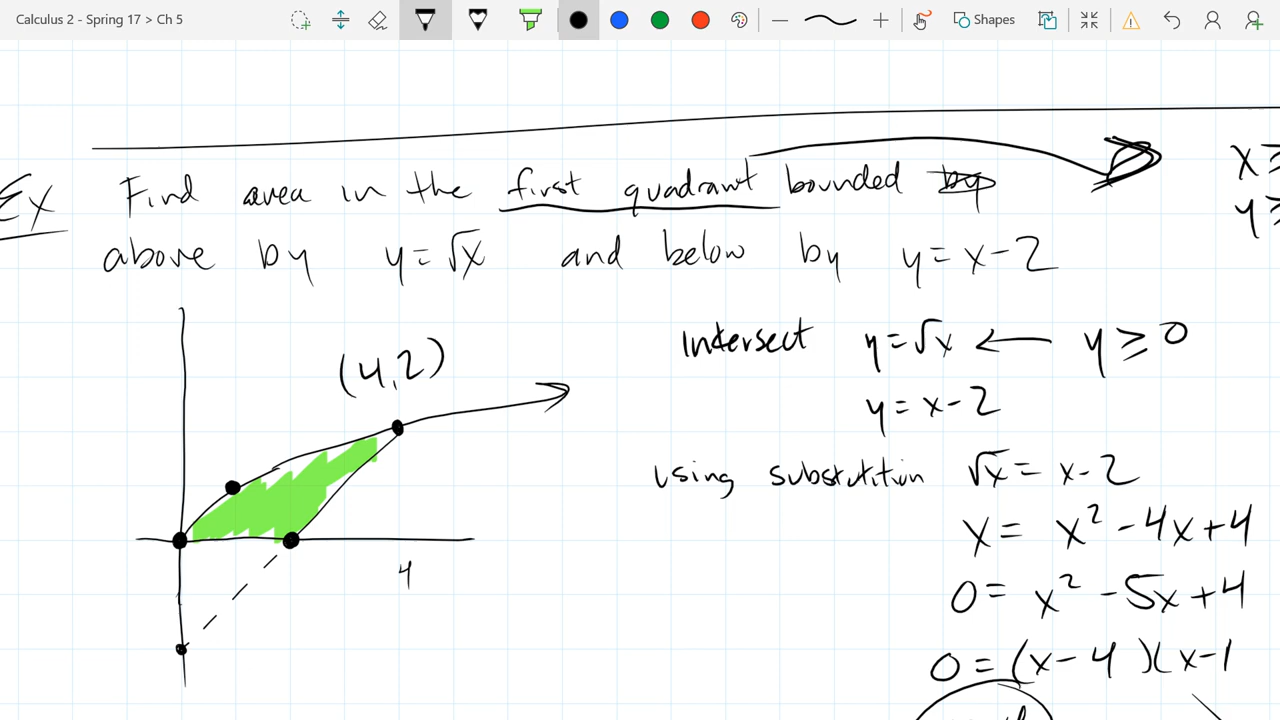 Calculus 2 - Spring 17 > Ch 5
Shapes
Ex Find area in the first quadrant bounded by
x ≥
y ≥
above by y = √x and below by y = x - 2
Intersect y = √x ← y ≥ 0
y = x - 2
(4,2)
using substitution √x = x - 2
x = x² - 4x + 4
4
0 = x² - 5x + 4
0 = (x - 4)(x - 1